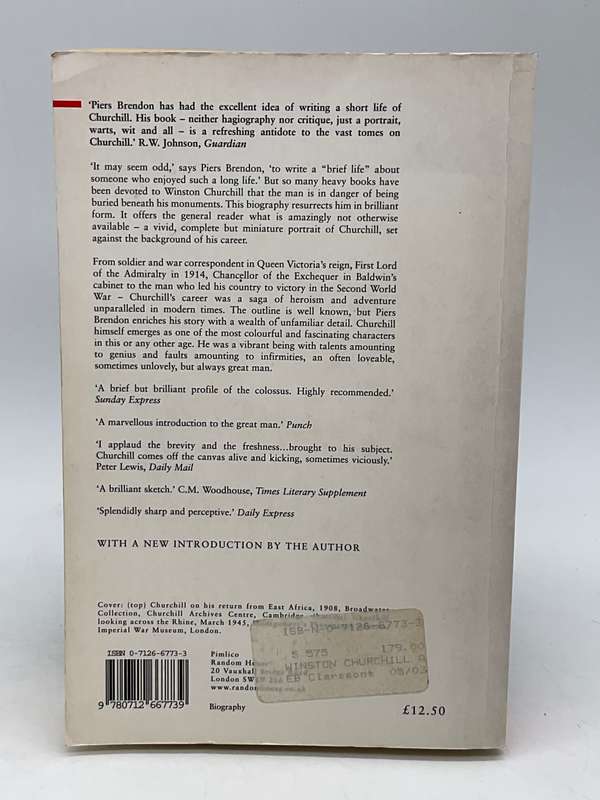 ‘Piers Brendon has had the excellent idea of writing a short life of
Churchill. His book – neither hagiography nor critique, just a portrait,
warts, wit and all – is a refreshing antidote to the vast tomes on
Churchill.’ R.W. Johnson, Guardian
‘It may seem odd,’ says Piers Brendon, ‘to write a “brief life” about
someone who enjoyed such a long life.’ But so many heavy books have
been devoted to Winston Churchill that the man is in danger of being
buried beneath his monuments. This biography resurrects him in brilliant
form. It offers the general reader what is amazingly not otherwise
available – a vivid, complete but miniature portrait of Churchill, set
against the background of his career.
From soldier and war correspondent in Queen Victoria's reign, First Lord
of the Admiralty in 1914, Chancellor of the Exchequer in Baldwin's
cabinet to the man who led his country to victory in the Second World
War – Churchill's career was a saga of heroism and adventure
unparalleled in modern times. The outline is well known, but Piers
Brendon enriches his story with a wealth of unfamiliar detail. Churchill
himself emerges as one of the most colourful and fascinating characters
in this or any other age. He was a vibrant being with talents amounting
to genius and faults amounting to infirmities, an often loveable,
sometimes unlovely, but always great man.
‘A brief but brilliant profile of the colossus. Highly recommended.’
Sunday Express
‘A marvellous introduction to the great man.’ Punch
‘I applaud the brevity and the freshness...brought to his subject.
Churchill comes off the canvas alive and kicking, sometimes viciously.’
Peter Lewis, Daily Mail
‘A brilliant sketch.’ C.M. Woodhouse, Times Literary Supplement
‘Splendidly sharp and perceptive.’ Daily Express
WITH A NEW INTRODUCTION BY THE AUTHOR
Cover: (top) Churchill on his return from East Africa, 1908, Broadwater
Collection, Churchill Archives Centre, Cambridge
looking across the Rhine, March 1945,
Imperial War Museum, London.
ISBN 0-7126-6773-3
9 780712 667739
Pimlico
Random House
20 Vauxhall
London SW
www.random
Biography
ISB-N-0-7126-6773-3
S 575 179.00
WINSTON CHURCHILL A
EB Claremont 05/03
£12.50